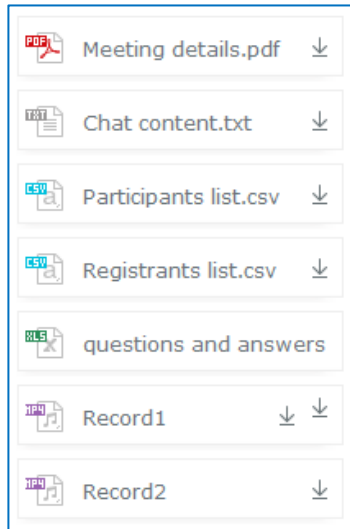 PDF Meeting details.pdf
TXT Chat content.txt
CSV a, Participants list.csv
CSV a, Registrants list.csv
XLS X questions and answers
MP4 Record1
MP4 Record2